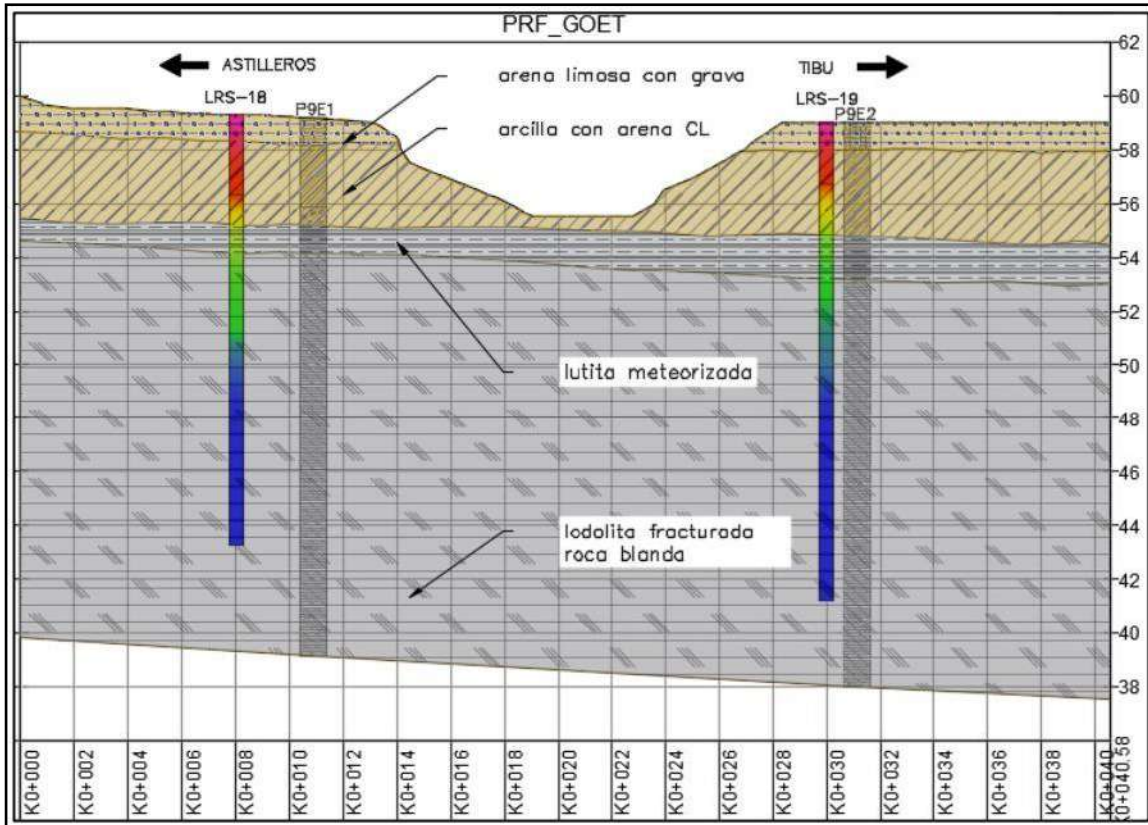 PRF_GOET
ASTILLEROS
TIBU
LRS-18
P9E1
LRS-19
P9E2
arena limosa con grava
arcilla con arena CL
lutita meteorizada
lodolita fracturada
roca blanda
62
60
58
56
54
52
50
48
46
44
42
40
38
K0+000
K0+002
K0+004
K0+006
K0+008
K0+010
K0+012
K0+014
K0+016
K0+018
K0+020
K0+022
K0+024
K0+026
K0+028
K0+030
K0+032
K0+034
K0+036
K0+038
K0+040
K0+040.58